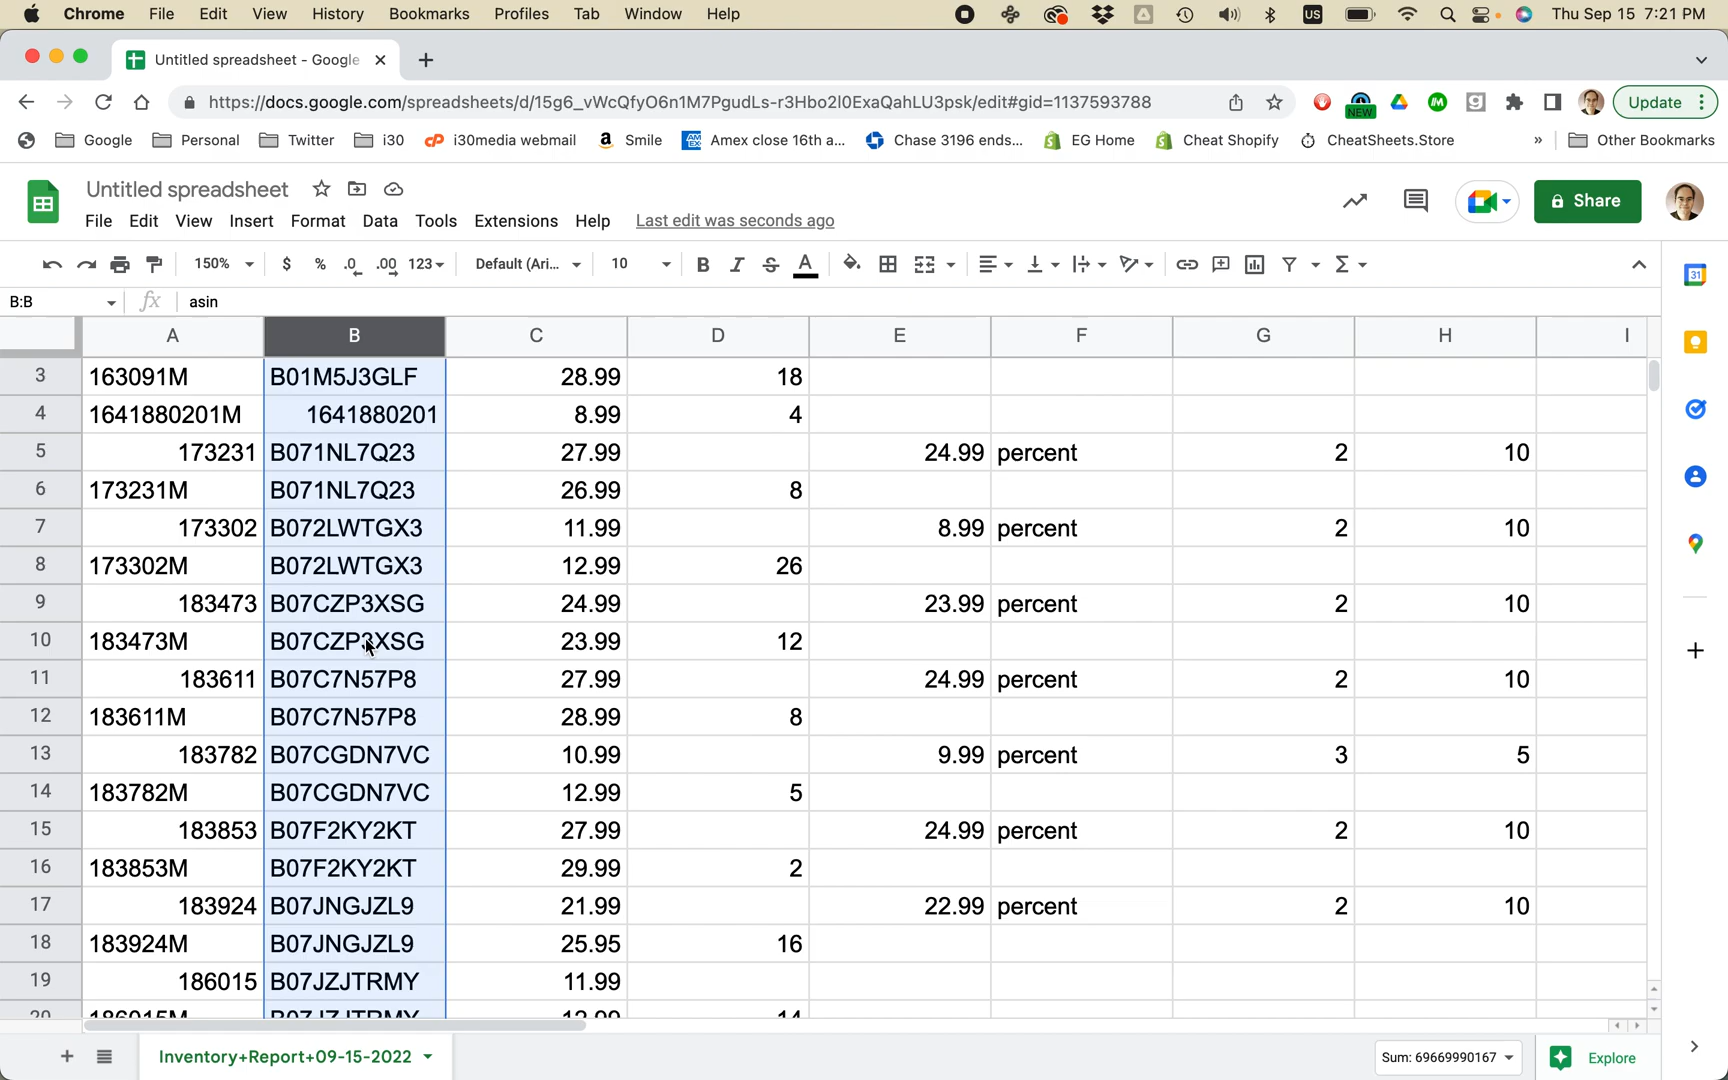 Chrome File Edit View History Bookmarks Profiles Tab Window Help US Thu Sep 15 7:21 PM
Untitled spreadsheet - Google
https://docs.google.com/spreadsheets/d/15g6_vWcQfyO6n1M7PgudLs-r3Hbo2I0ExaQahLU3psk/edit#gid=1137593788 NEW Update
Google Personal Twitter i30 cP i30media webmail a Smile AM EX Amex close 16th a... Chase 3196 ends... EG Home Cheat Shopify CheatSheets.Store » Other Bookmarks
Untitled spreadsheet
File Edit View Insert Format Data Tools Extensions Help Last edit was seconds ago Share
150% $ % .0 .00 123 Default (Ari... 10 B I S A Σ 31
B:B fx asin
A B C D E F G H I
3 163091M B01M5J3GLF 28.99 18
4 1641880201M 1641880201 8.99 4
5 173231 B071NL7Q23 27.99 24.99 percent 2 10
6 173231M B071NL7Q23 26.99 8
7 173302 B072LWTGX3 11.99 8.99 percent 2 10
8 173302M B072LWTGX3 12.99 26
9 183473 B07CZP3XSG 24.99 23.99 percent 2 10
10 183473M B07CZP3XSG 23.99 12
11 183611 B07C7N57P8 27.99 24.99 percent 2 10
12 183611M B07C7N57P8 28.99 8
13 183782 B07CGDN7VC 10.99 9.99 percent 3 5
14 183782M B07CGDN7VC 12.99 5
15 183853 B07F2KY2KT 27.99 24.99 percent 2 10
16 183853M B07F2KY2KT 29.99 2
17 183924 B07JNGJZL9 21.99 22.99 percent 2 10
18 183924M B07JNGJZL9 25.95 16
19 186015 B07JZJTRMY 11.99
20 186015M B07JZJTRMY 12.99 14
Inventory+Report+09-15-2022 Sum: 69669990167 Explore